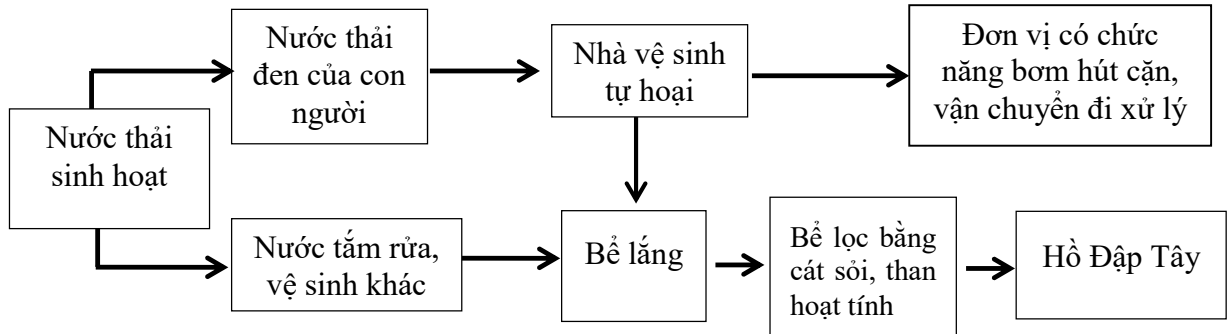 Nước thải
đen của con
người
Nhà vệ sinh
tự hoại
Đơn vị có chức
năng bơm hút cặn,
vận chuyển đi xử lý
Nước thải
sinh hoạt
Nước tắm rửa,
vệ sinh khác
Bể lắng
Bể lọc bằng
cát sỏi, than
hoạt tính
Hồ Đập Tây